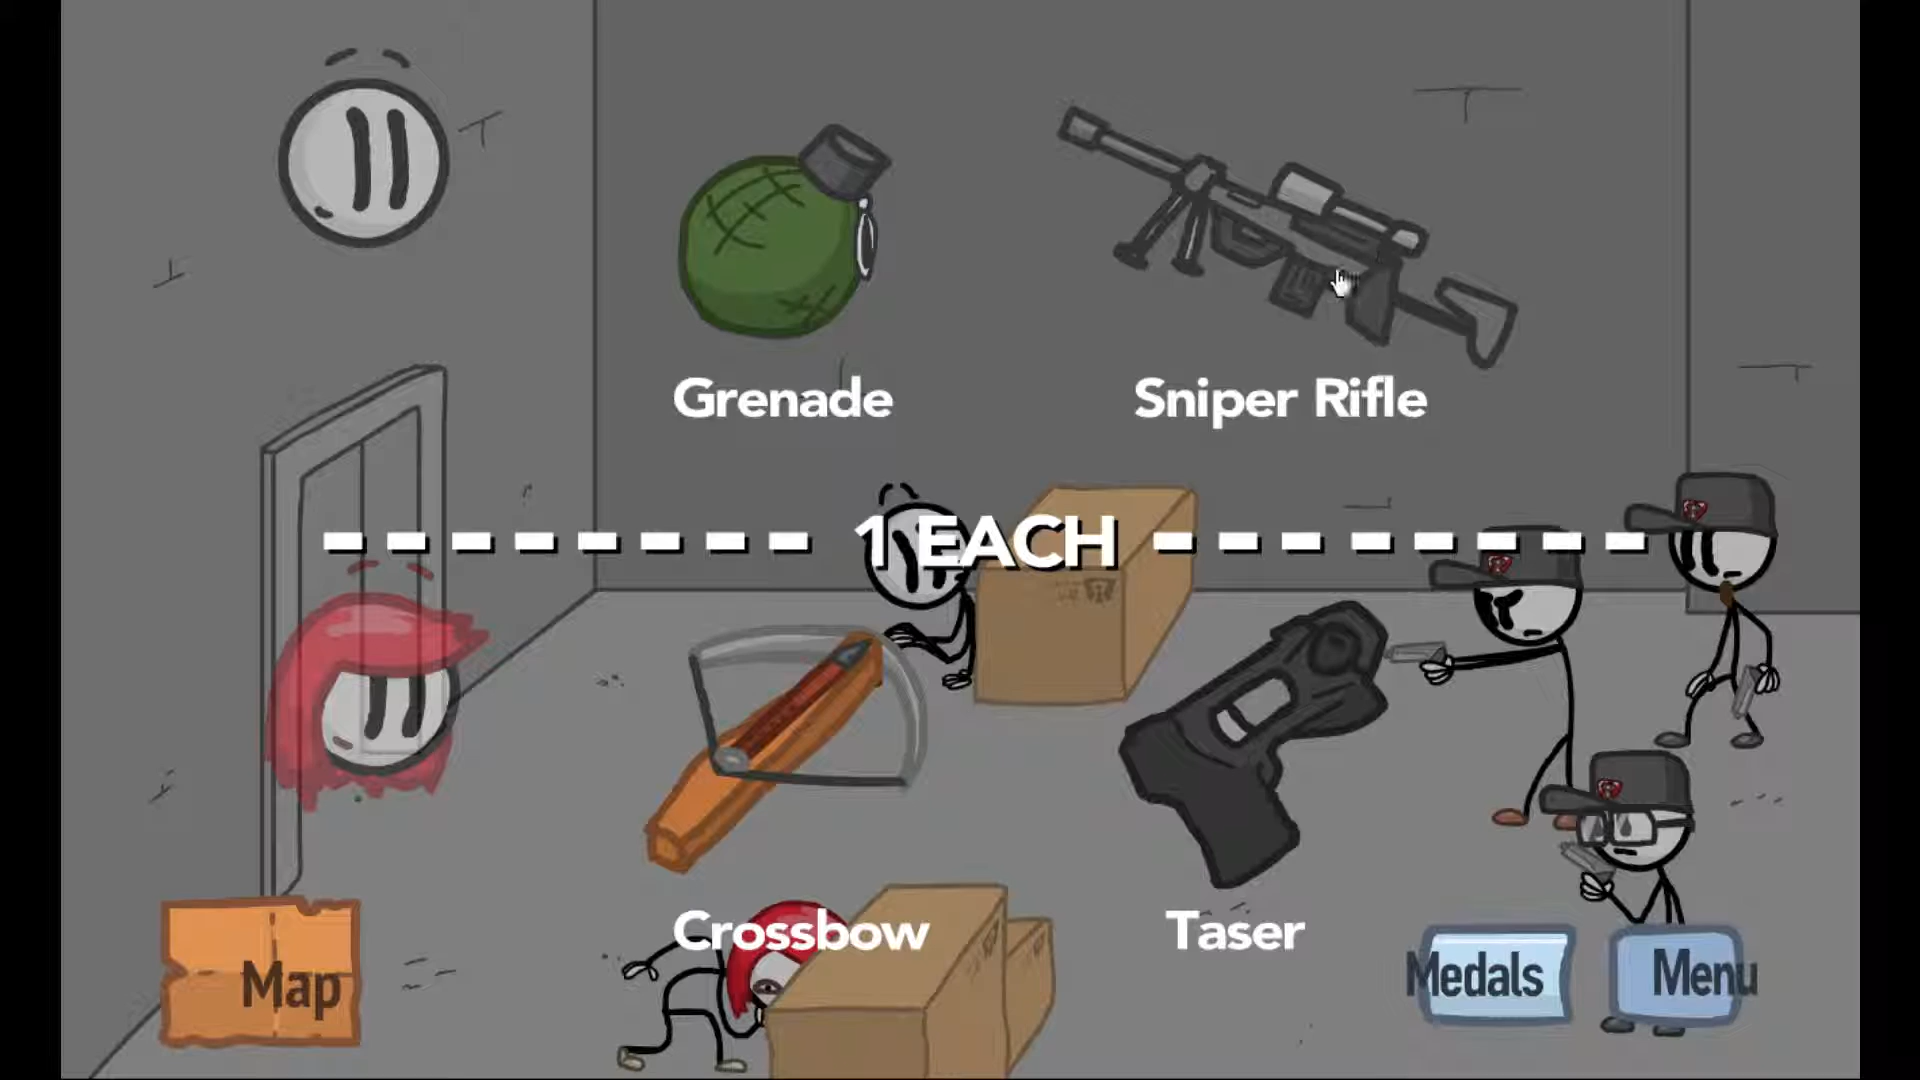 Grenade
Sniper Rifle
1 EACH
Crossbow
Taser
Map
Medals
Menu